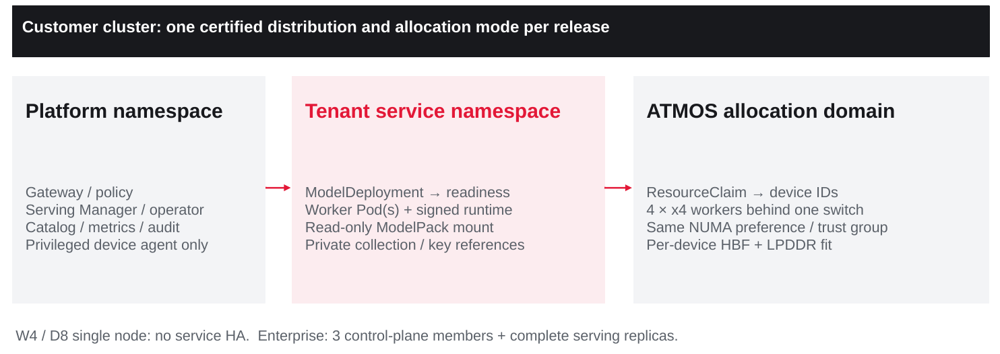 Customer cluster: one certified distribution and allocation mode per release
Platform namespace
Gateway / policy
Serving Manager / operator
Catalog / metrics / audit
Privileged device agent only
Tenant service namespace
ModelDeployment → readiness
Worker Pod(s) + signed runtime
Read-only ModelPack mount
Private collection / key references
ATMOS allocation domain
ResourceClaim → device IDs
4 × x4 workers behind one switch
Same NUMA preference / trust group
Per-device HBF + LPDDR fit
W4 / D8 single node: no service HA.  Enterprise: 3 control-plane members + complete serving replicas.